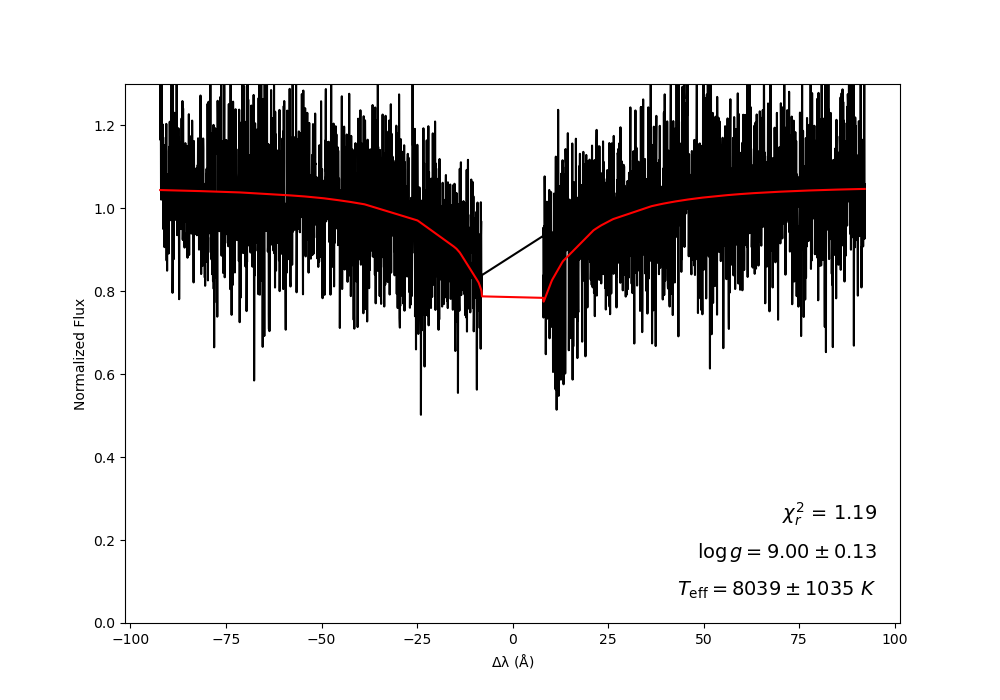 1.2
1.0
0.8
0.6
0.4
0.2
0.0
Normalized Flux
χ²ᵣ = 1.19
log g = 9.00 ± 0.13
T_eff = 8039 ± 1035 K
−100 −75 −50 −25 0 25 50 75 100
Δλ (Å)